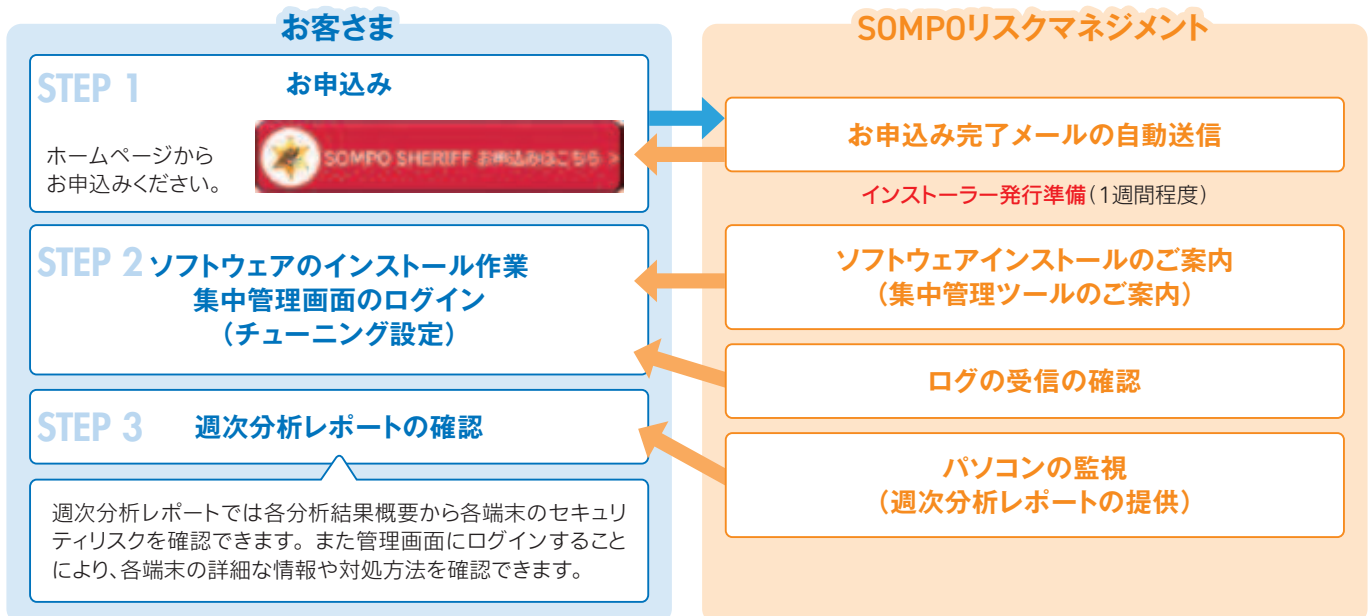 お客さま
STEP 1
お申込み
ホームページから
お申込みください。
SOMPO SHERIFF お申込みはこちら >
STEP 2
ソフトウェアのインストール作業
集中管理画面のログイン
(チューニング設定)
STEP 3
週次分析レポートの確認
週次分析レポートでは各分析結果概要から各端末のセキュリ
ティリスクを確認できます。また管理画面にログインすること
により、各端末の詳細な情報や対処方法を確認できます。
SOMPOリスクマネジメント
お申込み完了メールの自動送信
インストーラー発行準備(1週間程度)
ソフトウェアインストールのご案内
(集中管理ツールのご案内)
ログの受信の確認
パソコンの監視
(週次分析レポートの提供)